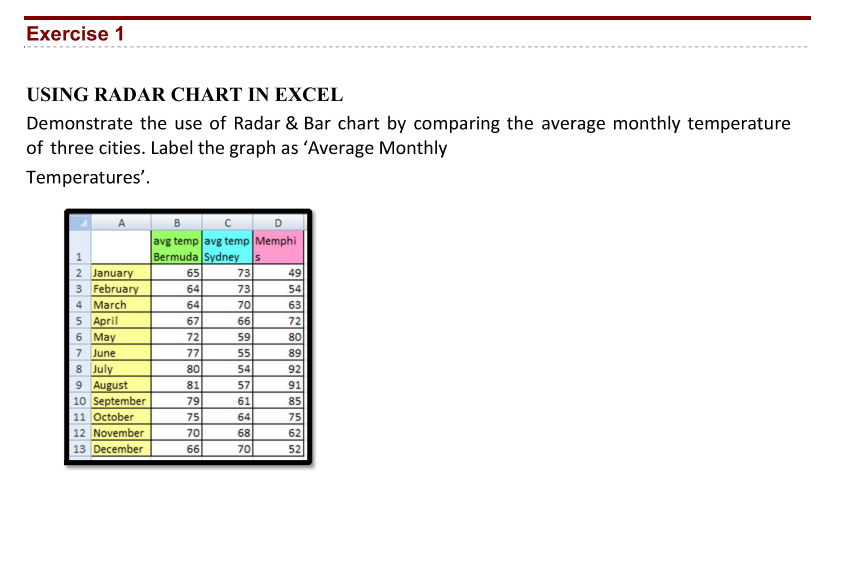 Exercise 1
USING RADAR CHART IN EXCEL
Demonstrate the use of Radar & Bar chart by comparing the average monthly temperature
of three cities. Label the graph as ‘Average Monthly
Temperatures’.
A B C D
avg temp avg temp Memphi
1 Bermuda Sydney s
2 January 65 73 49
3 February 64 73 54
4 March 64 70 63
5 April 67 66 72
6 May 72 59 80
7 June 77 55 89
8 July 80 54 92
9 August 81 57 91
10 September 79 61 85
11 October 75 64 75
12 November 70 68 62
13 December 66 70 52